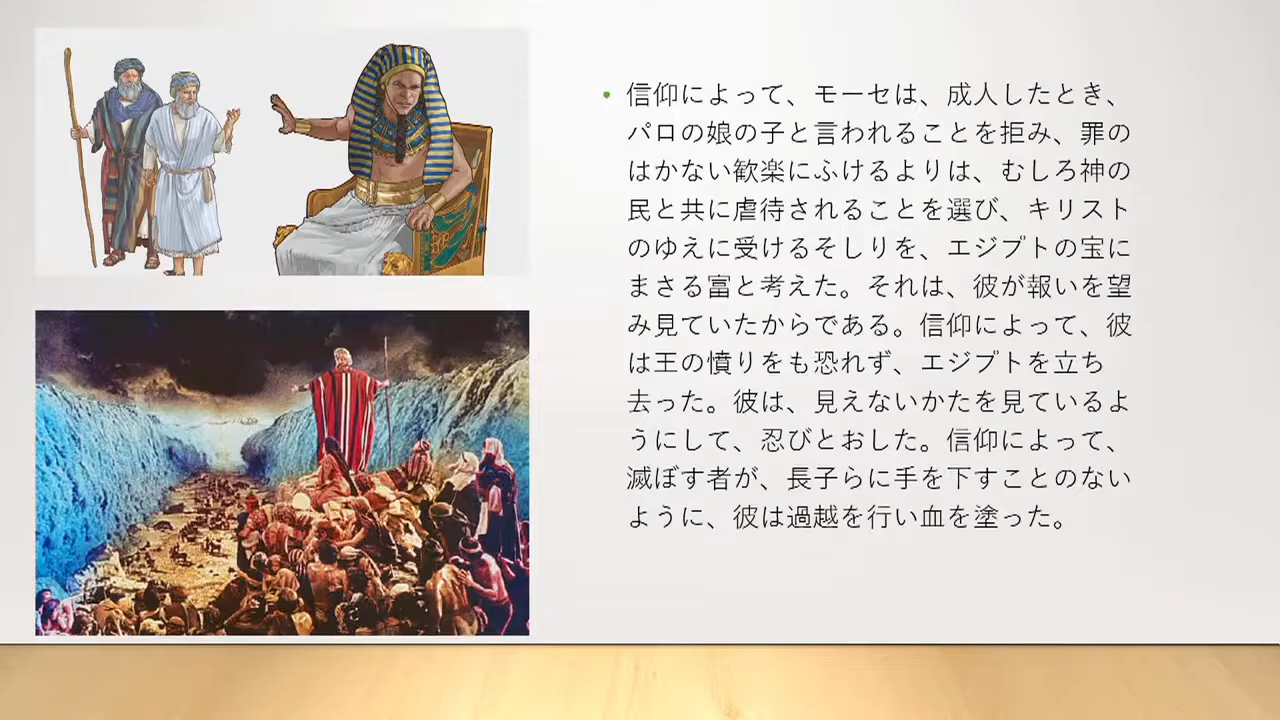 信仰によって、モーセは、成人したとき、
パロの娘の子と言われることを拒み、罪の
はかない歓楽にふけるよりは、むしろ神の
民と共に虐待されることを選び、キリスト
のゆえに受けるそしりを、エジプトの宝に
まさる富と考えた。それは、彼が報いを望
み見ていたからである。信仰によって、彼
は王の憤りをも恐れず、エジプトを立ち
去った。彼は、見えないかたを見ているよ
うにして、忍びとおした。信仰によって、
滅ぼす者が、長子らに手を下すことのない
ように、彼は過越を行い血を塗った。